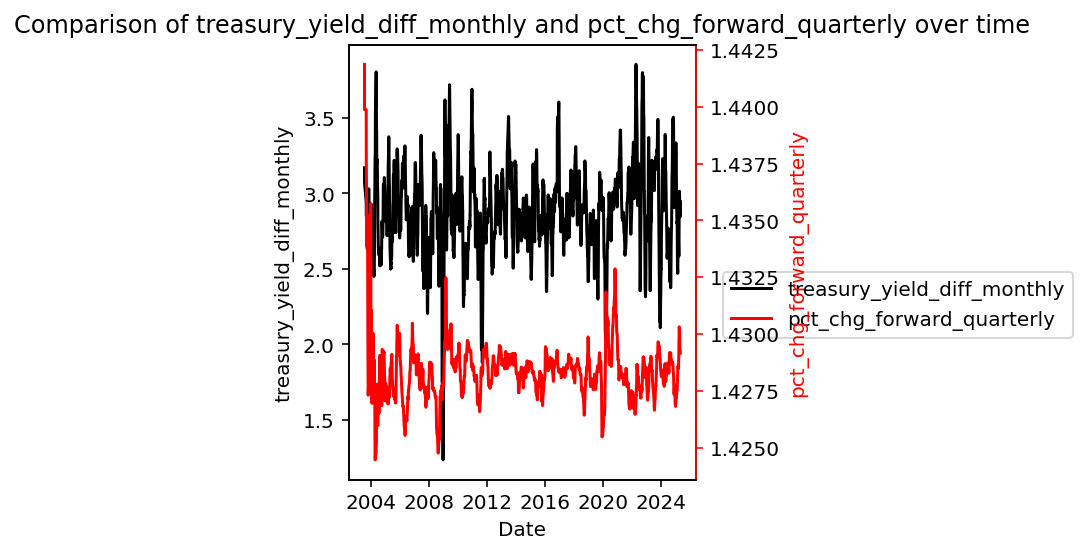 Comparison of treasury_yield_diff_monthly and pct_chg_forward_quarterly over time
treasury_yield_diff_monthly
3.5
3.0
2.5
2.0
1.5
1.4425
1.4400
1.4375
1.4350
1.4325
1.4300
1.4275
1.4250
pct_chg_forward_quarterly
treasury_yield_diff_monthly
pct_chg_forward_quarterly
2004 2008 2012 2016 2020 2024
Date